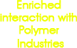 Enriched
Interaction with
Polymer
Industries